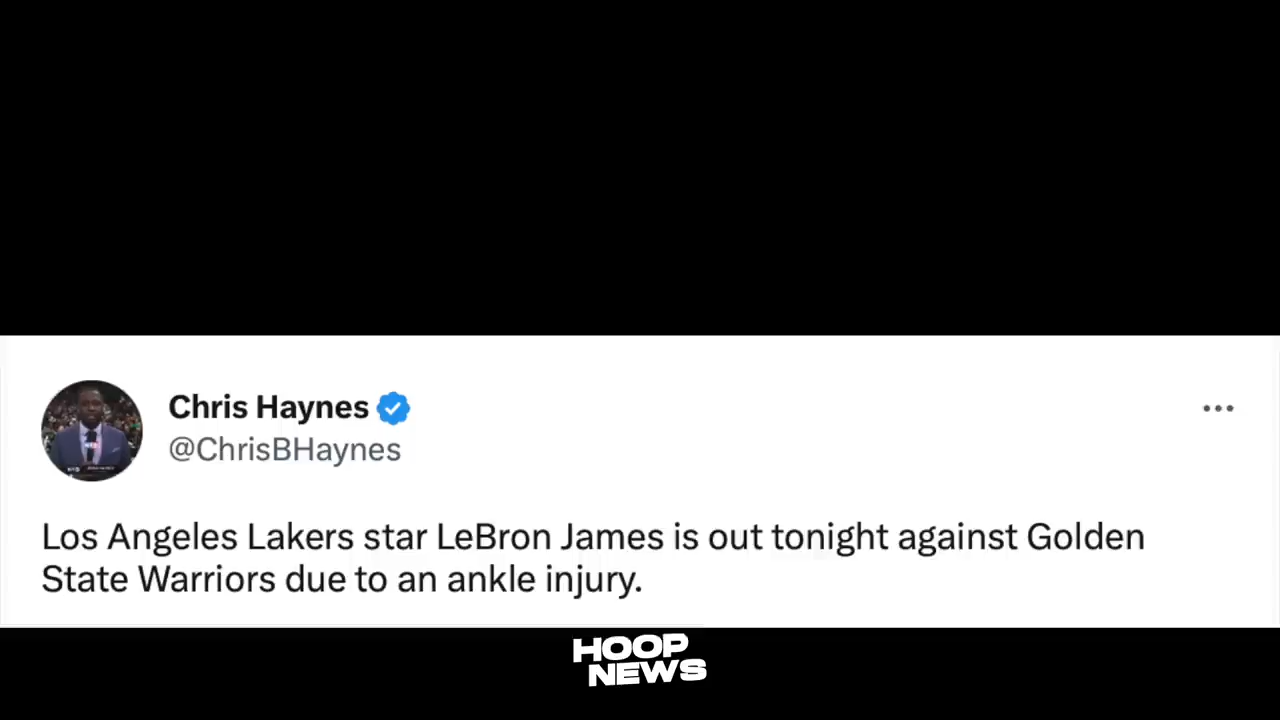 Chris Haynes
@ChrisBHaynes
Los Angeles Lakers star LeBron James is out tonight against Golden
State Warriors due to an ankle injury.
HOOP
NEWS